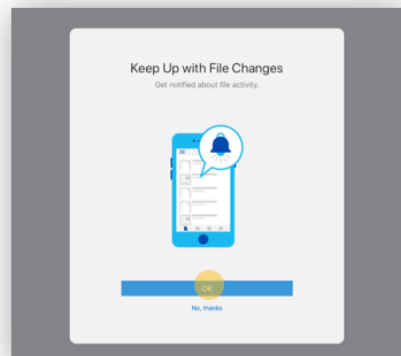 Keep Up with File Changes
Get notified about file activity.
OK
No, thanks